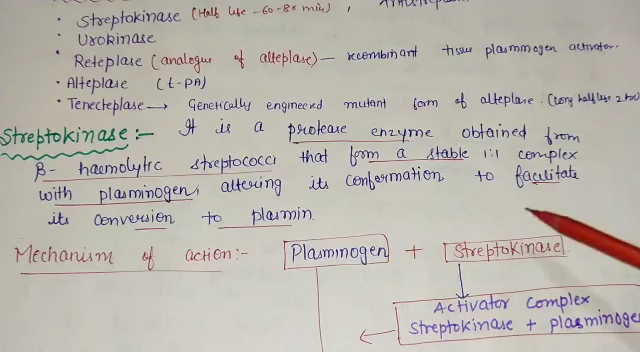 • Streptokinase (Half life - 60-80 min),
• Urokinase
• Reteplase (analogue of alteplase) — recombinant tissue plasmmogen activator.
• Alteplase (t-PA)
• Tenecteplase → Genetically engineered mutant form of alteplase. (long half life 2 hr)
Streptokinase:- It is a protease enzyme obtained from
β- haemolytic streptococci that form a stable 1:1 complex
with plasminogen, altering its conformation to facilitate
its conversion to plasmin.
Mechanism of action:- Plasminogen + Streptokinase
Activator Complex
Streptokinase + plasminogen